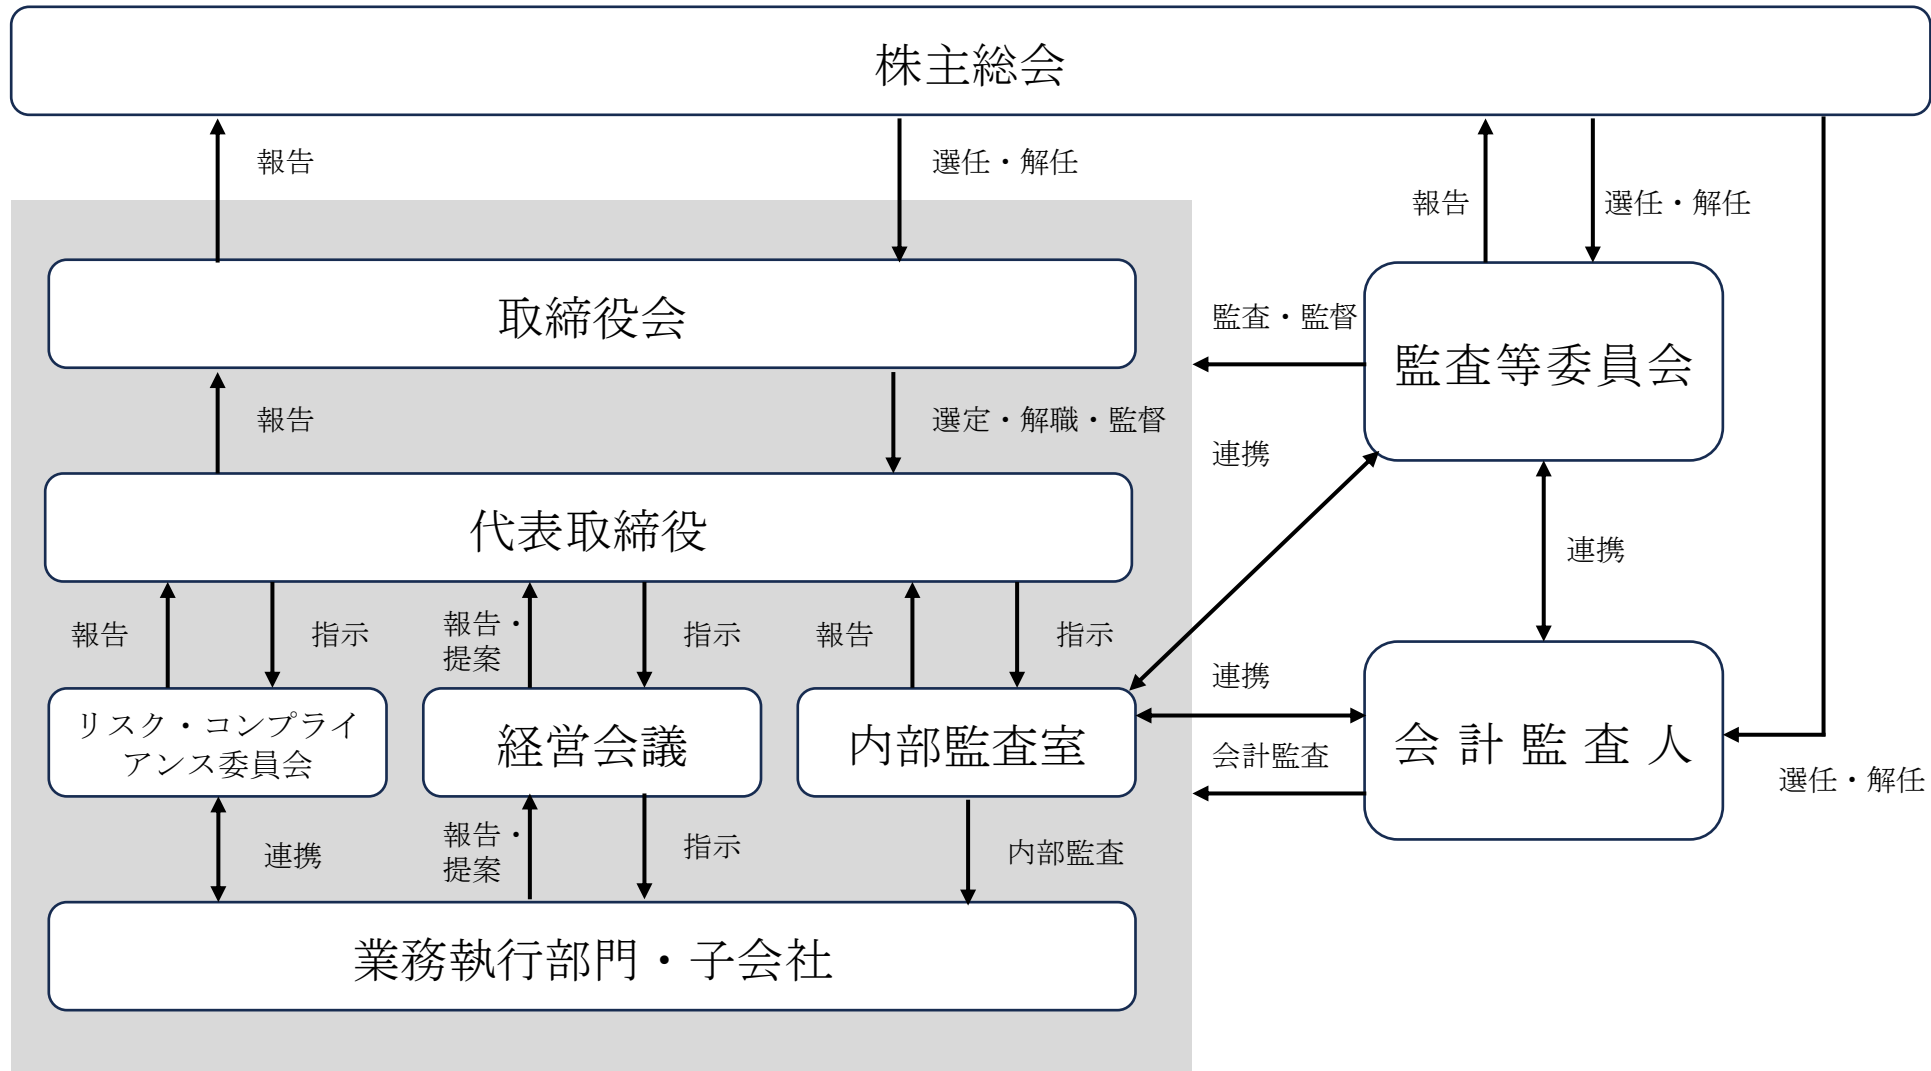 株主総会
報告
選任・解任
報告
選任・解任
取締役会
監査・監督
監査等委員会
報告
選定・解職・監督
連携
代表取締役
連携
報告
指示
報告・
提案
指示
報告
指示
連携
リスク・コンプライ
アンス委員会
経営会議
内部監査室
会計監査
会計監査人
選任・解任
連携
報告・
提案
指示
内部監査
業務執行部門・子会社